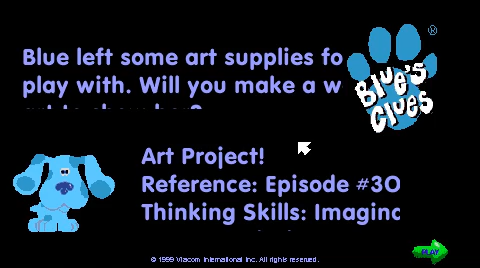 Blue left some art supplies fo
play with. Will you make a w
Blue's
Clues
®
Art Project!
Reference: Episode #30
Thinking Skills: Imagina
PLAY
© 1999 Viacom International Inc. All rights reserved.